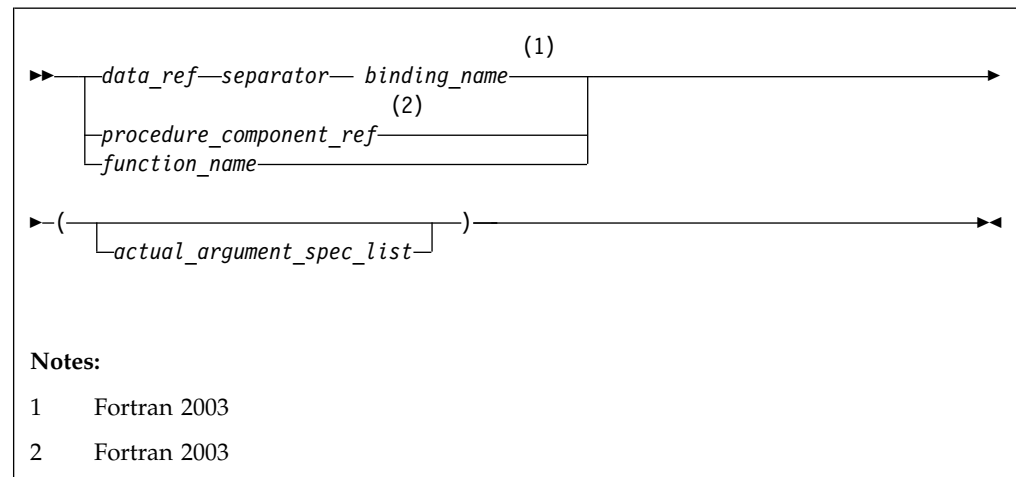 (1)
data_ref separator binding_name
(2)
procedure_component_ref
function_name
( )
actual_argument_spec_list
Notes:
1 Fortran 2003
2 Fortran 2003